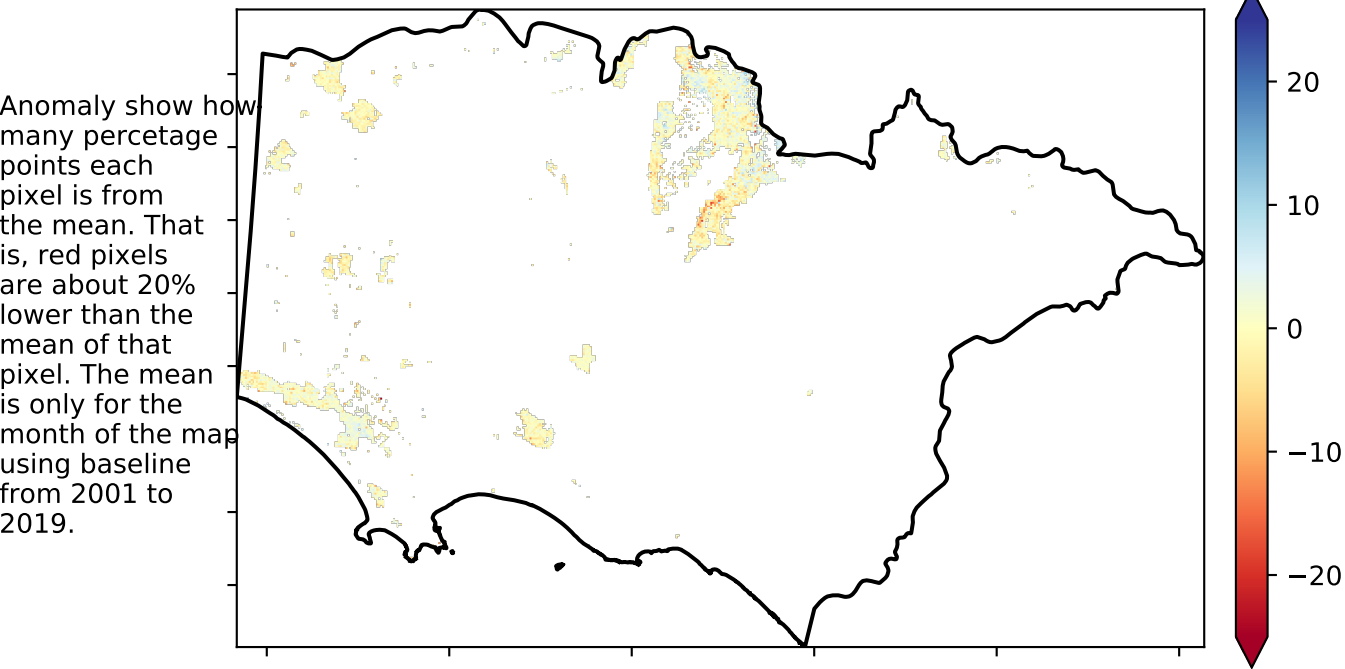 Anomaly show how
many percetage
points each
pixel is from
the mean. That
is, red pixels
are about 20%
lower than the
mean of that
pixel. The mean
is only for the
month of the map
using baseline
from 2001 to
2019.
20
10
0
−10
−20